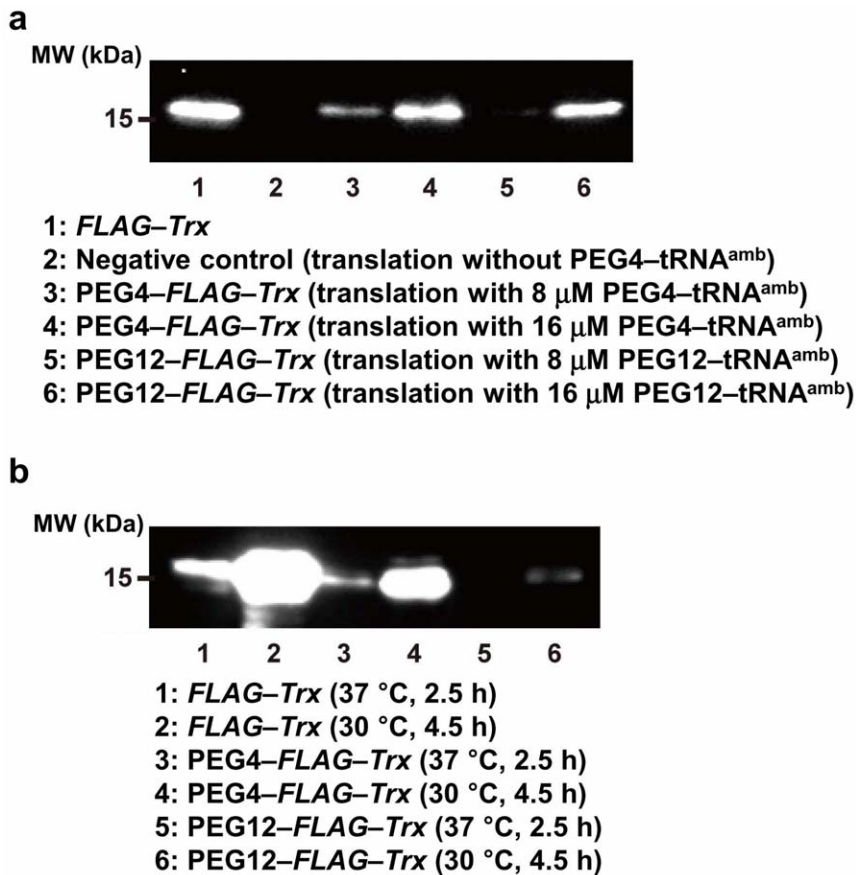 a
MW (kDa)
15
1 2 3 4 5 6
1: FLAG–Trx
2: Negative control (translation without PEG4–tRNAᵃᵐᵇ)
3: PEG4–FLAG–Trx (translation with 8 μM PEG4–tRNAᵃᵐᵇ)
4: PEG4–FLAG–Trx (translation with 16 μM PEG4–tRNAᵃᵐᵇ)
5: PEG12–FLAG–Trx (translation with 8 μM PEG12–tRNAᵃᵐᵇ)
6: PEG12–FLAG–Trx (translation with 16 μM PEG12–tRNAᵃᵐᵇ)
b
MW (kDa)
15
1 2 3 4 5 6
1: FLAG–Trx (37 °C, 2.5 h)
2: FLAG–Trx (30 °C, 4.5 h)
3: PEG4–FLAG–Trx (37 °C, 2.5 h)
4: PEG4–FLAG–Trx (30 °C, 4.5 h)
5: PEG12–FLAG–Trx (37 °C, 2.5 h)
6: PEG12–FLAG–Trx (30 °C, 4.5 h)